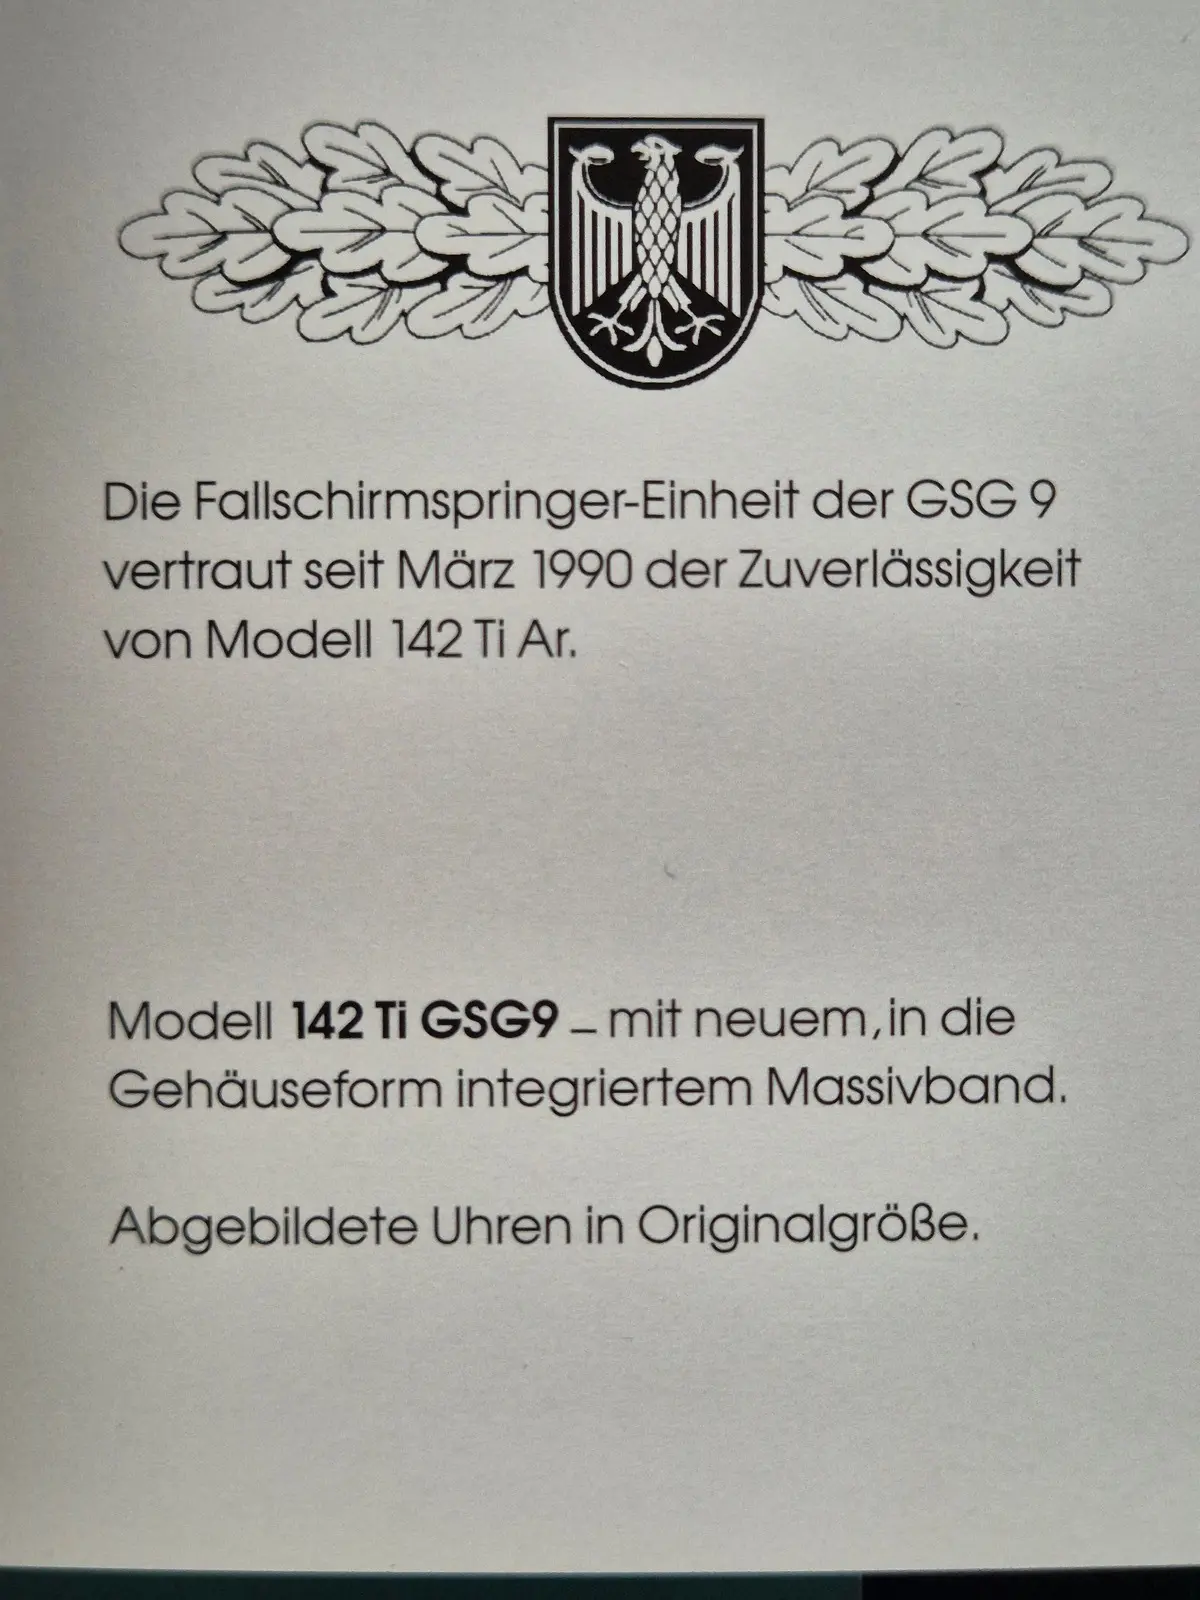 Die Fallschirmspringer-Einheit der GSG 9
vertraut seit März 1990 der Zuverlässigkeit
von Modell 142 Ti Ar.
Modell 142 Ti GSG9 – mit neuem, in die
Gehäuseform integriertem Massivband.
Abgebildete Uhren in Originalgröße.